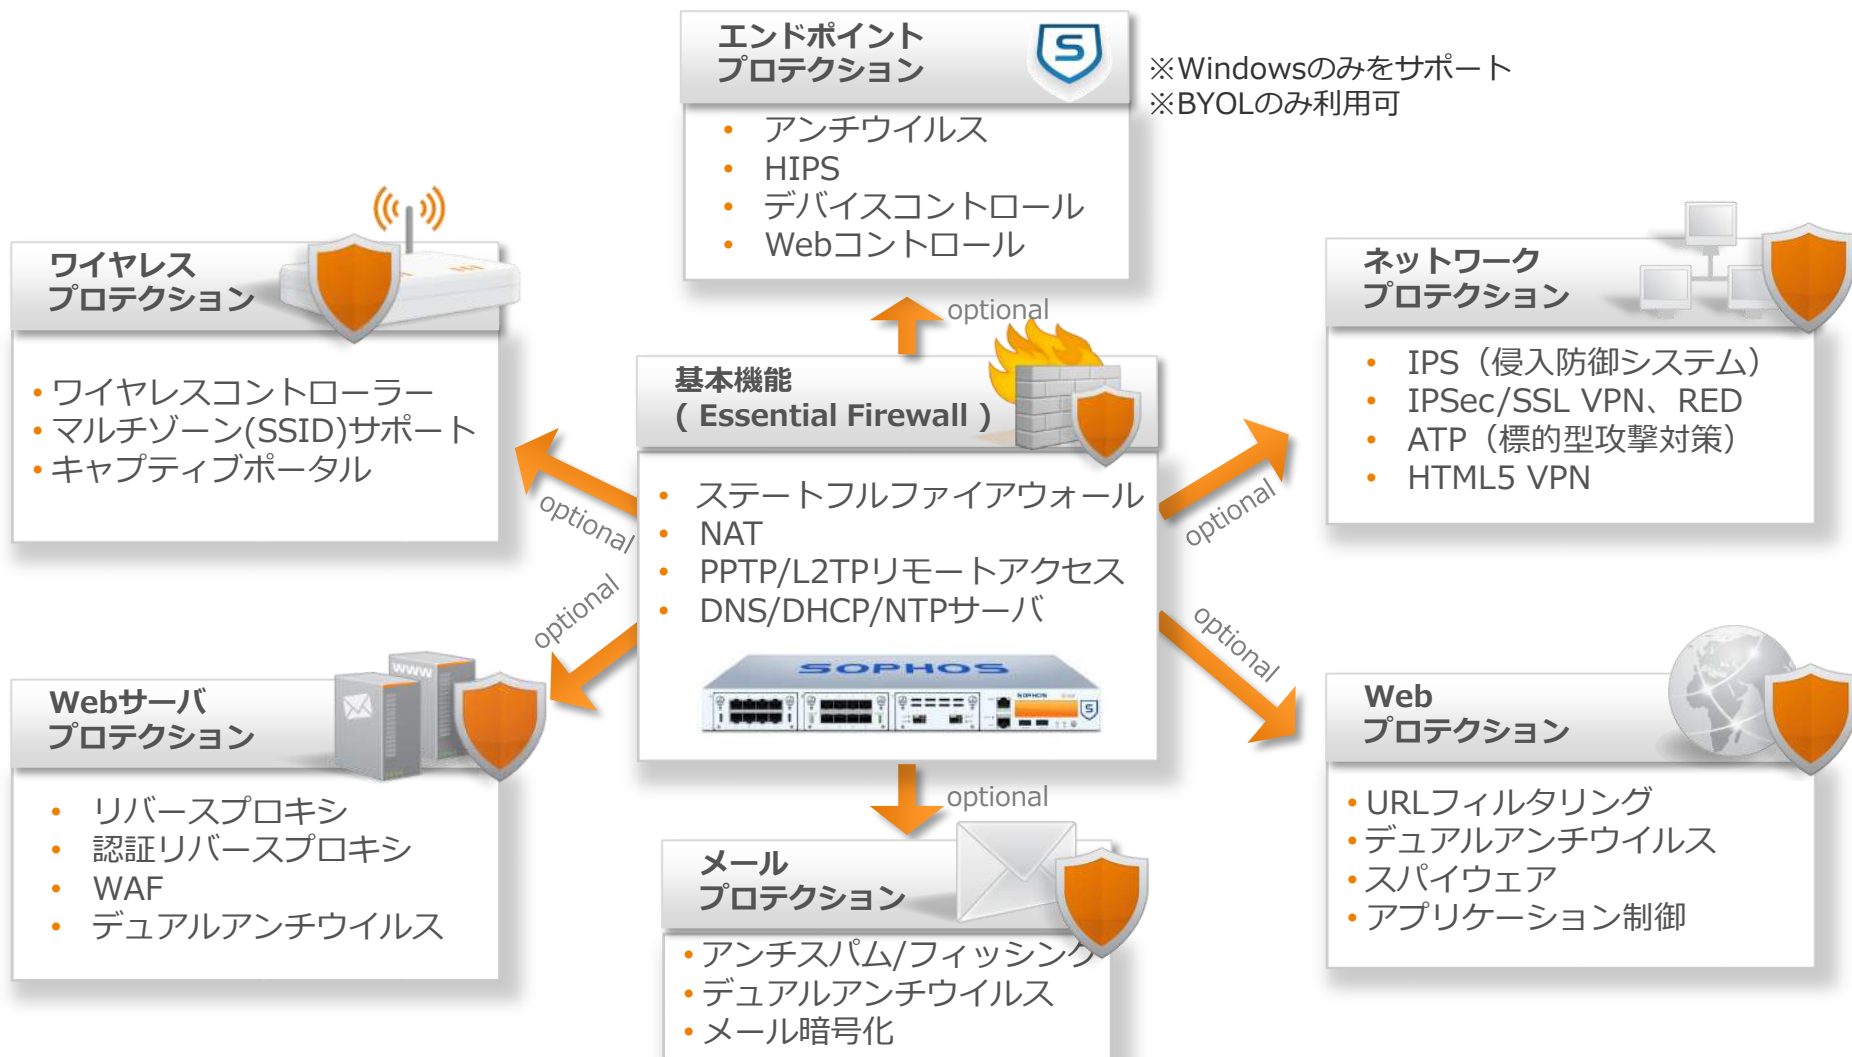 エンドポイント
プロテクション
※Windowsのみをサポート
※BYOLのみ利用可
• アンチウイルス
• HIPS
• デバイスコントロール
• Webコントロール
ワイヤレス
プロテクション
• ワイヤレスコントローラー
• マルチゾーン(SSID)サポート
• キャプティブポータル
optional
基本機能
( Essential Firewall )
• ステートフルファイアウォール
• NAT
• PPTP/L2TPリモートアクセス
• DNS/DHCP/NTPサーバ
SOPHOS
SOPHOS
ネットワーク
プロテクション
• IPS（侵入防御システム）
• IPSec/SSL VPN、RED
• ATP（標的型攻撃対策）
• HTML5 VPN
optional
optional
optional
optional
Webサーバ
プロテクション
WWW
• リバースプロキシ
• 認証リバースプロキシ
• WAF
• デュアルアンチウイルス
optional
メール
プロテクション
• アンチスパム/フィッシング
• デュアルアンチウイルス
• メール暗号化
Web
プロテクション
• URLフィルタリング
• デュアルアンチウイルス
• スパイウェア
• アプリケーション制御